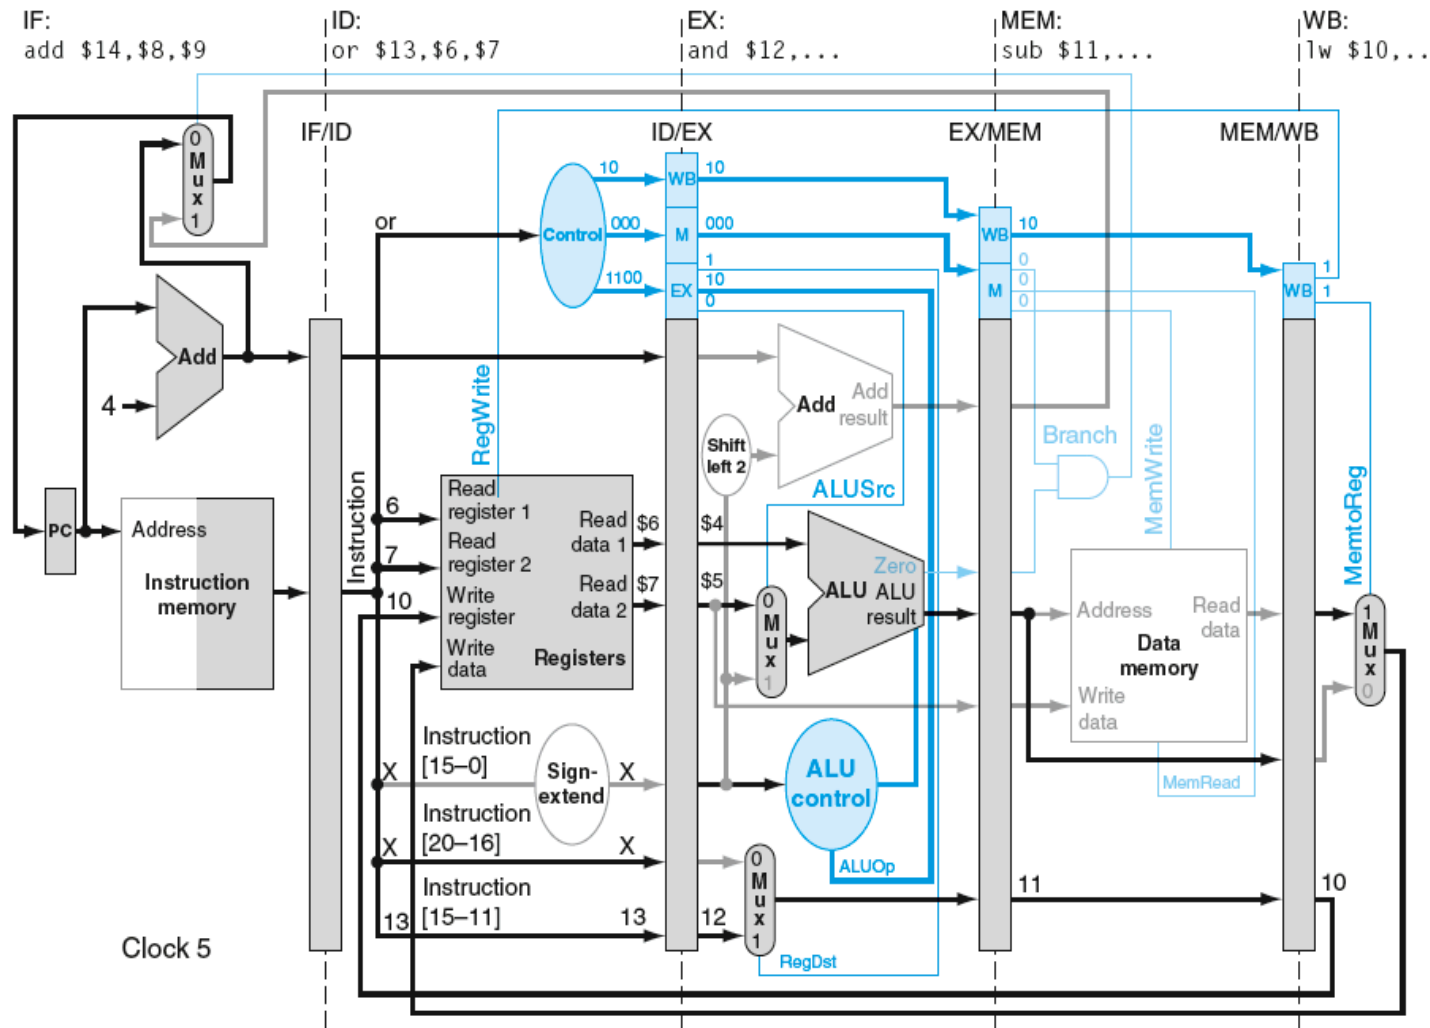 IF:
add $14,$8,$9
ID:
or $13,$6,$7
EX:
and $12,...
MEM:
sub $11,...
WB:
lw $10,..
IF/ID
ID/EX
EX/MEM
MEM/WB
0
M
u
x
1
or
Control
10
000
1100
WB
M
EX
10
000
1
10
0
WB
M
10
0
0
0
WB
1
1
Add
4
PC
Address
Instruction
memory
Instruction
RegWrite
6
7
10
Read
register 1
Read
register 2
Write
register
Write
data
Read
data 1
Read
data 2
Registers
$6
$7
$4
$5
Shift
left 2
Add
Add
result
ALUSrc
0
M
u
x
1
ALU
Zero
ALU
result
Branch
MemWrite
Address
Read
data
Data
memory
Write
data
MemRead
MemtoReg
1
M
u
x
0
Instruction
[15–0]
X
Sign-
extend
X
ALU
control
Instruction
[20–16]
X
X
ALUOp
Instruction
[15–11]
13
13
12
0
M
u
x
1
RegDst
11
10
Clock 5